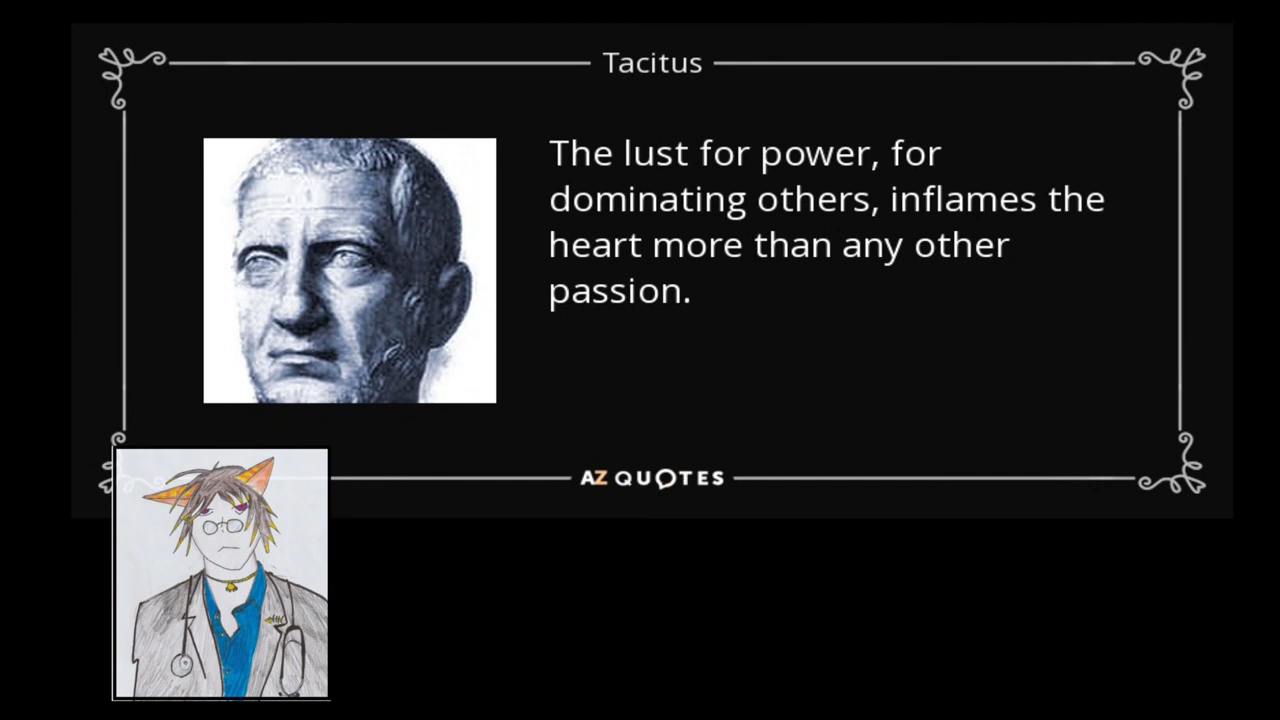 Tacitus
The lust for power, for
dominating others, inflames the
heart more than any other
passion.
AZ QUOTES